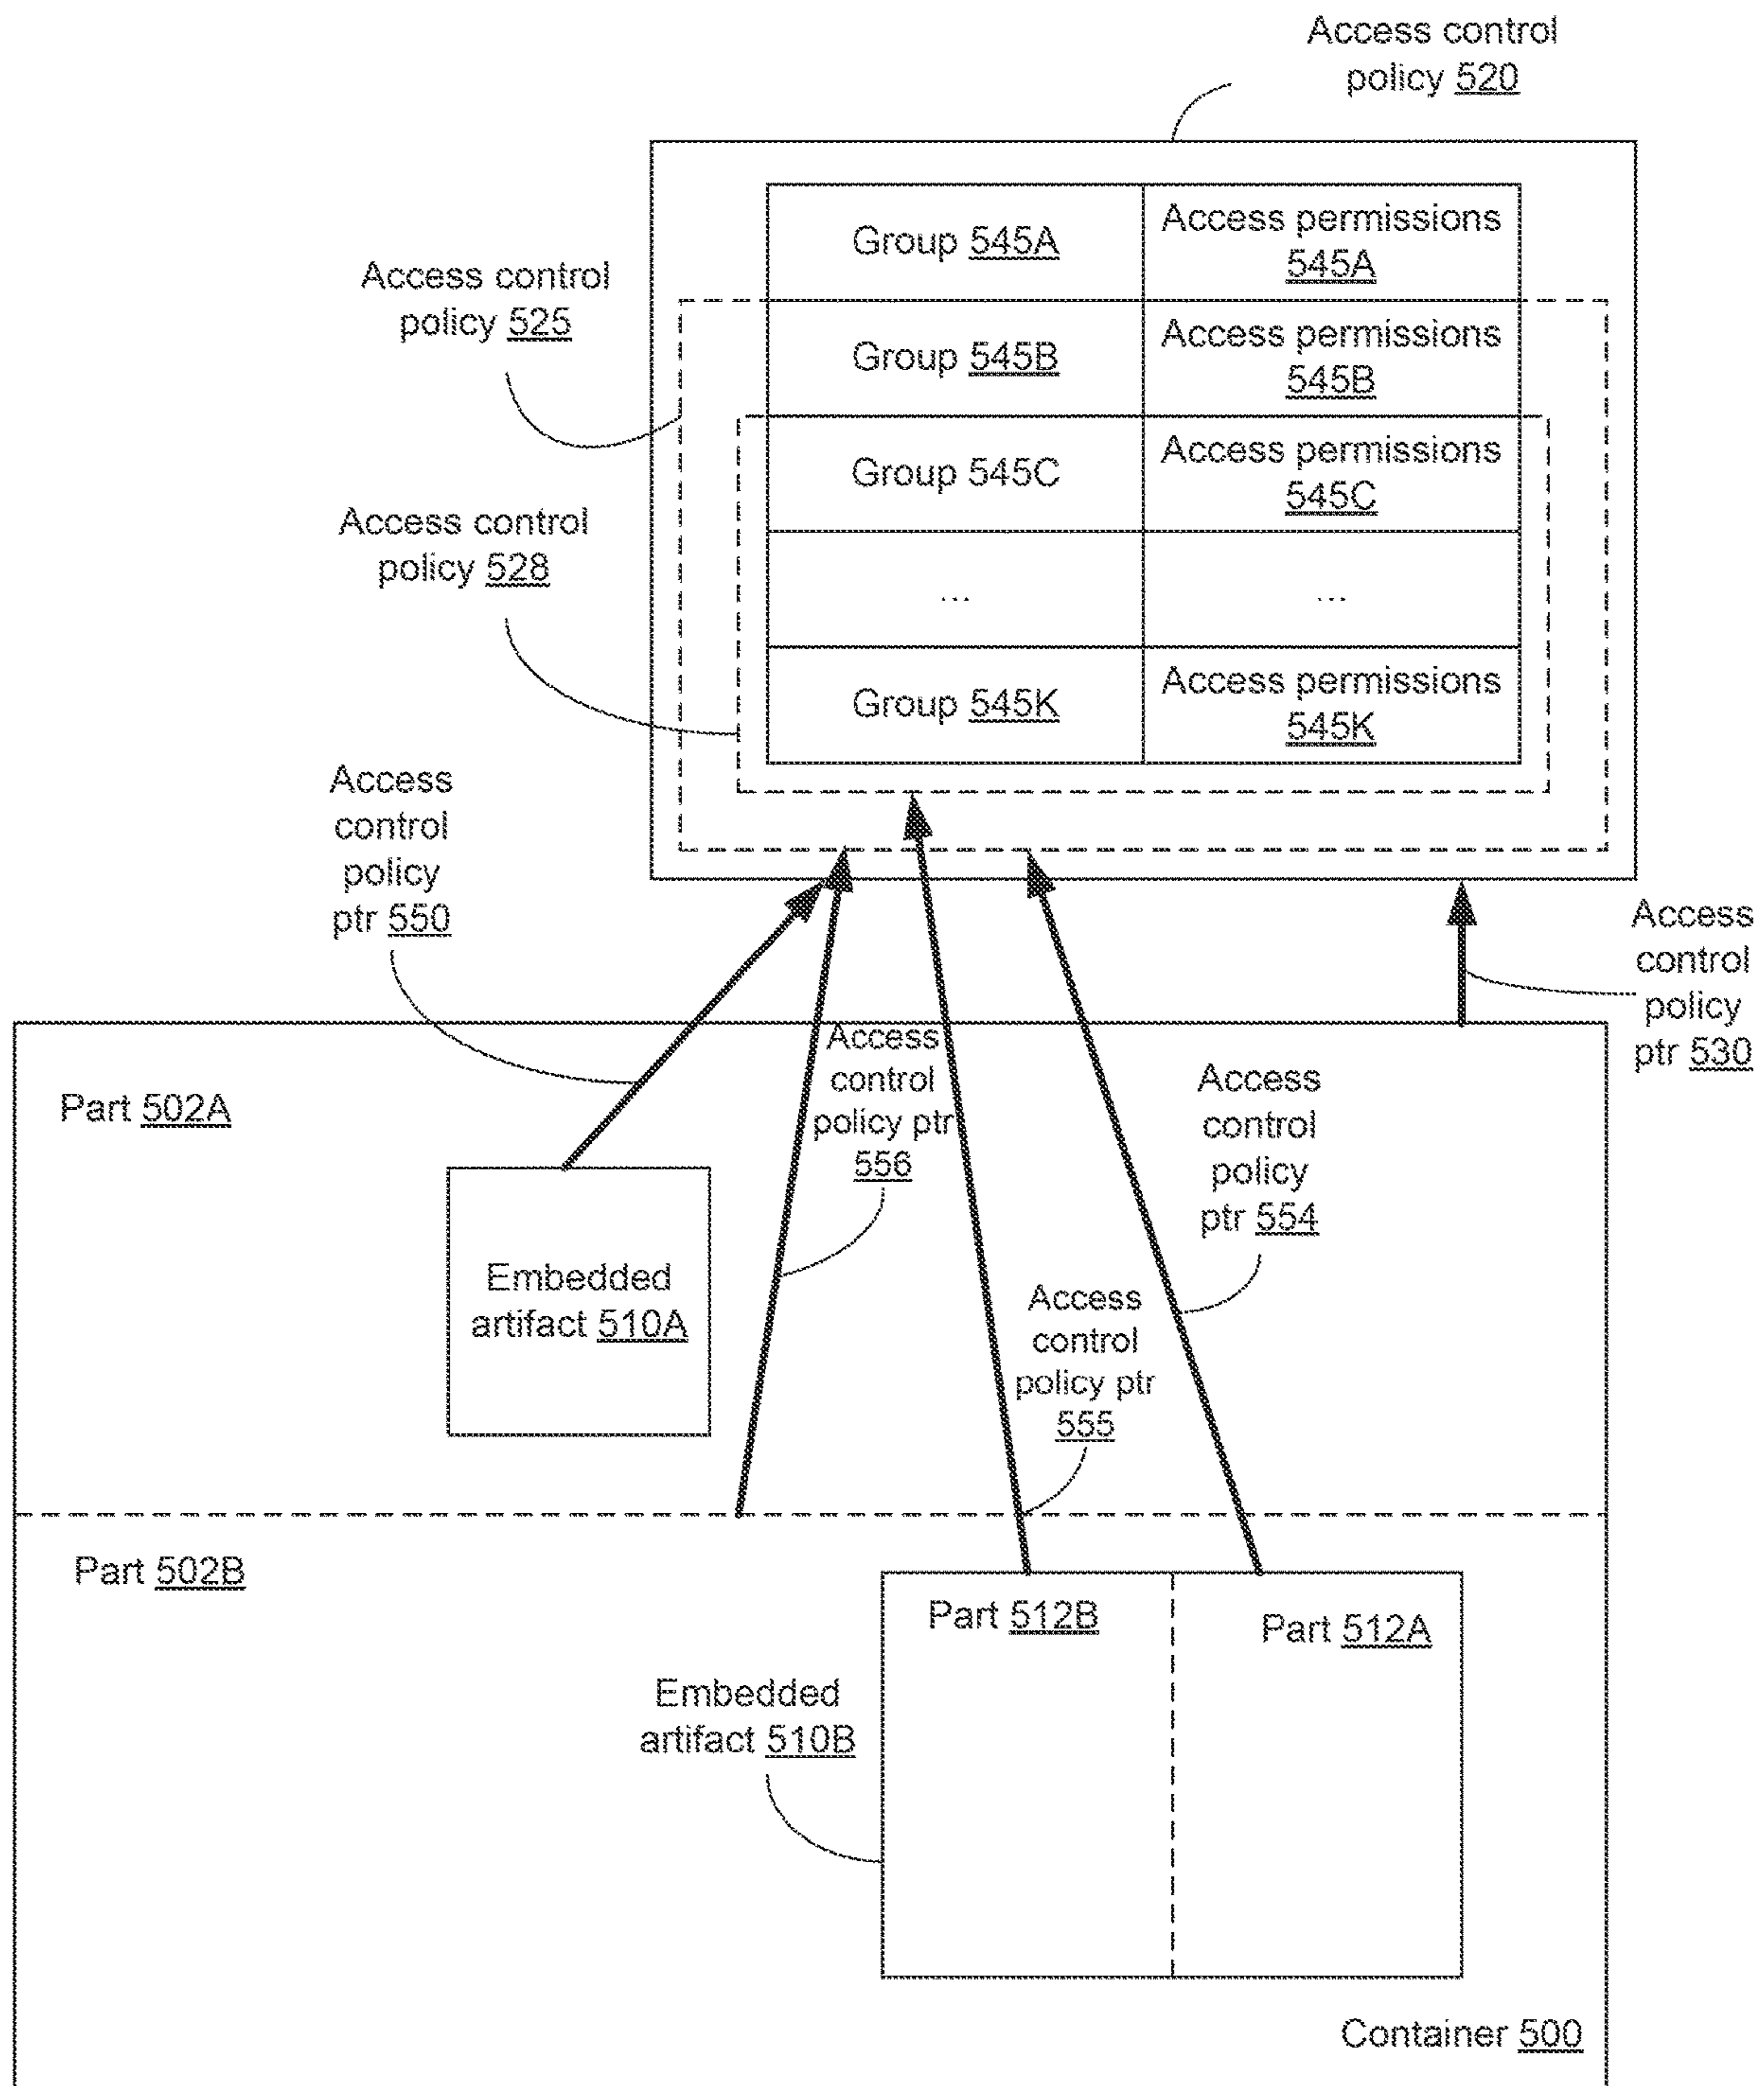 Access control
policy 520
Group 545A
Access permissions
545A
Access control
policy 525
Group 545B
Access permissions
545B
Group 545C
Access permissions
545C
Access control
policy 528
...
...
Group 545K
Access permissions
545K
Access
control
policy
ptr 550
Access
control
policy
ptr 530
Access
control
policy ptr
556
Access
control
policy
ptr 554
Part 502A
Embedded
artifact 510A
Access
control
policy ptr
555
Part 502B
Part 512B
Part 512A
Embedded
artifact 510B
Container 500